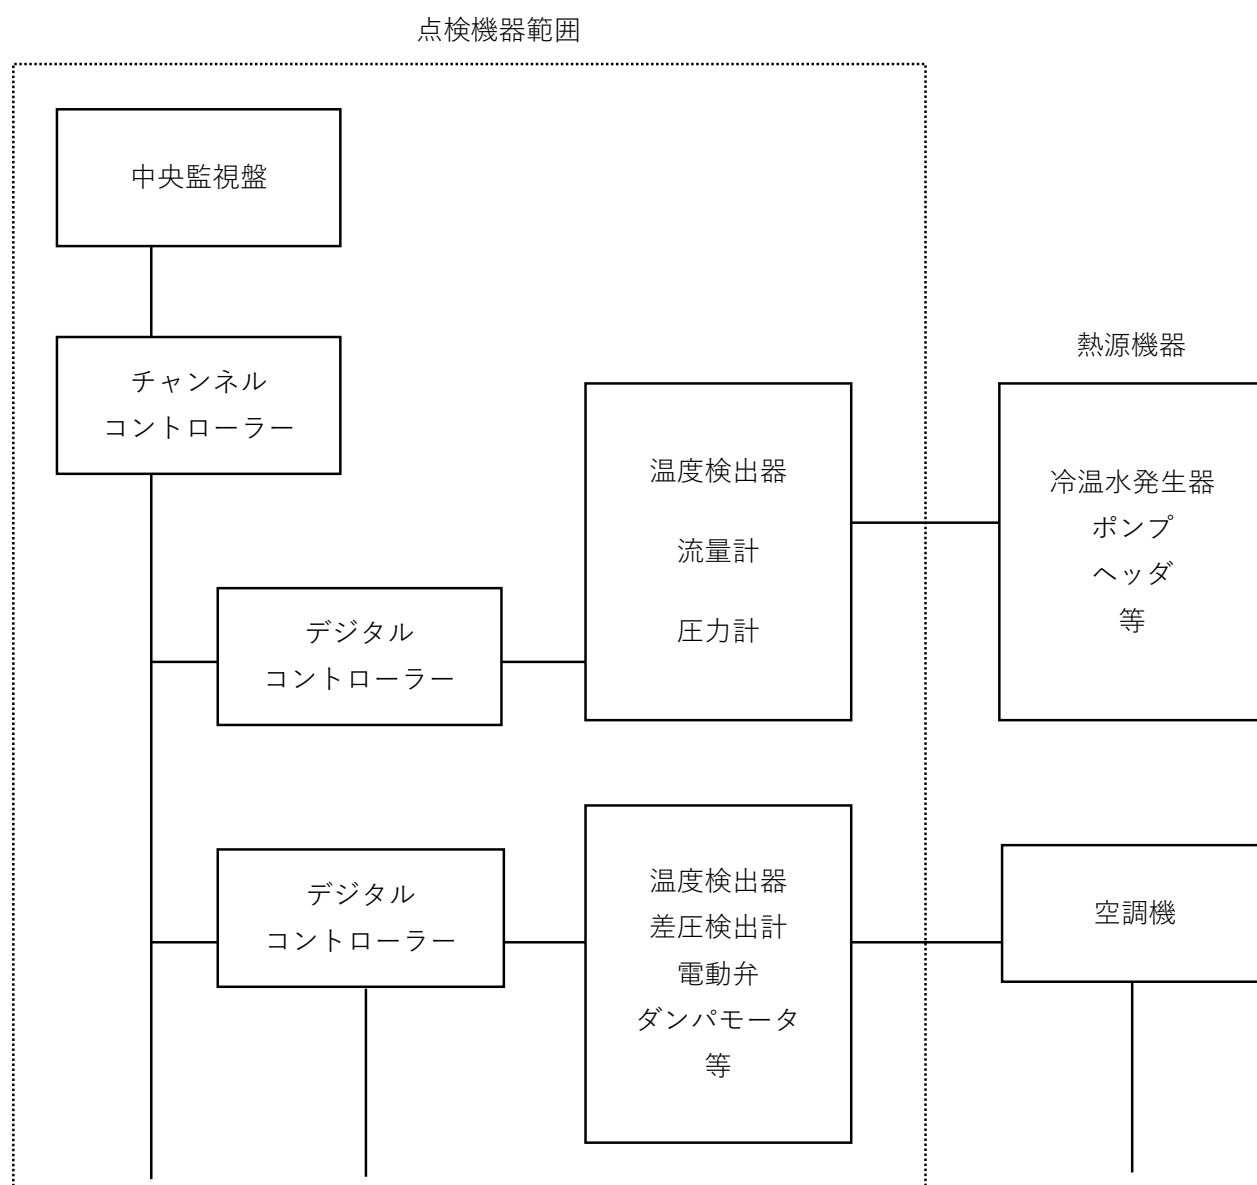 点検機器範囲
中央監視盤
チャンネル
コントローラー
熱源機器
温度検出器
流量計
圧力計
冷温水発生器
ポンプ
ヘッダ
等
デジタル
コントローラー
デジタル
コントローラー
温度検出器
差圧検出計
電動弁
ダンパモータ
等
空調機